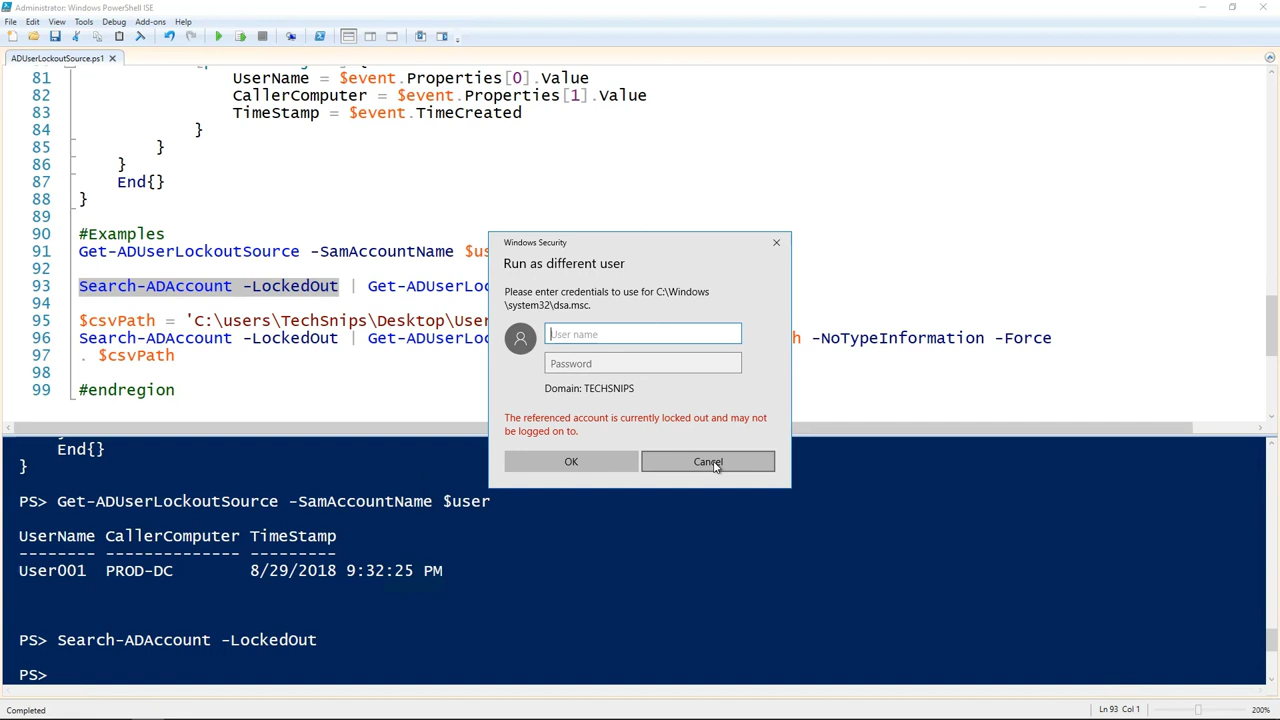 Administrator: Windows PowerShell ISE
File Edit View Tools Debug Add-ons Help
ADUserLockoutSource.ps1
81 UserName = $event.Properties[0].Value
82 CallerComputer = $event.Properties[1].Value
83 TimeStamp = $event.TimeCreated
84 }
85 }
86 }
87 End{}
88 }
89
90 #Examples
91 Get-ADUserLockoutSource -SamAccountName $us
92
93 Search-ADAccount -LockedOut | Get-ADUserLoc
94
95 $csvPath = 'C:\users\TechSnips\Desktop\User
96 Search-ADAccount -LockedOut | Get-ADUserLoc h -NoTypeInformation -Force
97 . $csvPath
98
99 #endregion
Windows Security
Run as different user
Please enter credentials to use for C:\Windows
\system32\dsa.msc.
User name
Password
Domain: TECHSNIPS
The referenced account is currently locked out and may not
be logged on to.
OK Cancel
End{}
}
PS> Get-ADUserLockoutSource -SamAccountName $user
UserName CallerComputer TimeStamp
-------- -------------- ---------
User001 PROD-DC 8/29/2018 9:32:25 PM
PS> Search-ADAccount -LockedOut
PS>
Completed Ln 93 Col 1 200%